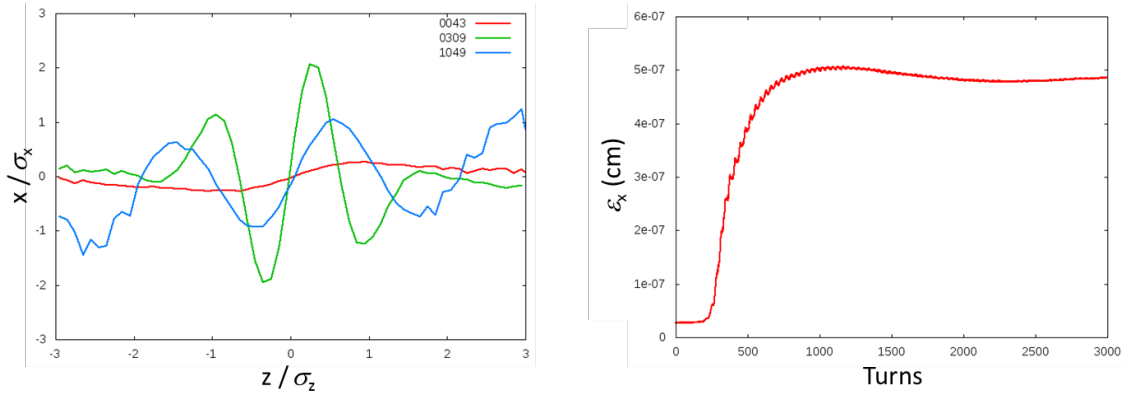 0043
0309
1049
3
2
1
0
-1
-2
-3
-3
-2
-1
0
1
2
3
x / σx
z / σz
6e-07
5e-07
4e-07
3e-07
2e-07
1e-07
0
0
500
1000
1500
2000
2500
3000
εx (cm)
Turns